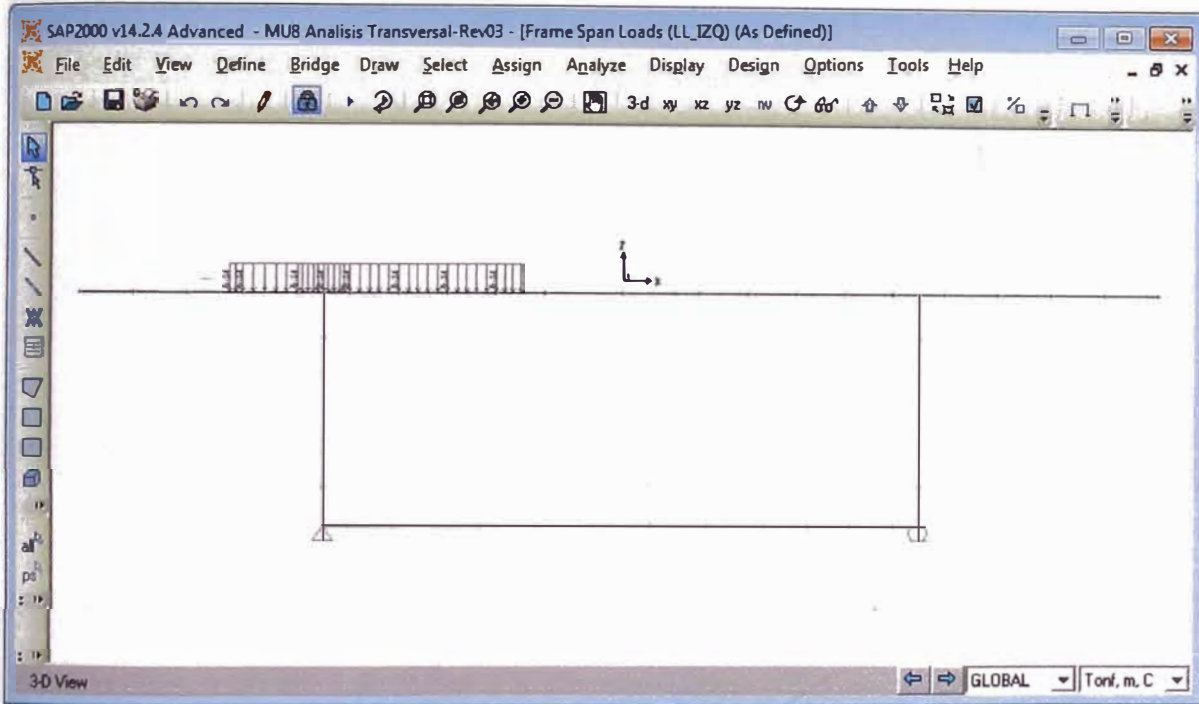 SAP2000 v14.2.4 Advanced - MU8 Analisis Transversal-Rev03 - [Frame Span Loads (LL_IZQ) (As Defined)]
File Edit View Define Bridge Draw Select Assign Analyze Display Design Options Tools Help
3-d xy xz yz nv
all
ps
3-D View
GLOBAL
Tonf, m, C